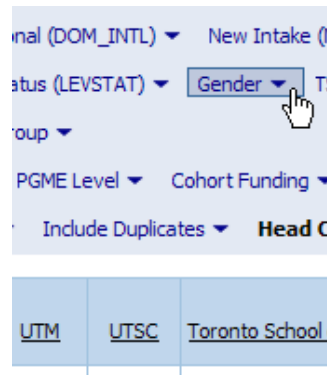 onal (DOM_INTL) New Intake (
atus (LEVSTAT) Gender
oup
PGME Level Cohort Funding
Include Duplicates Head
UTM UTSC Toronto School